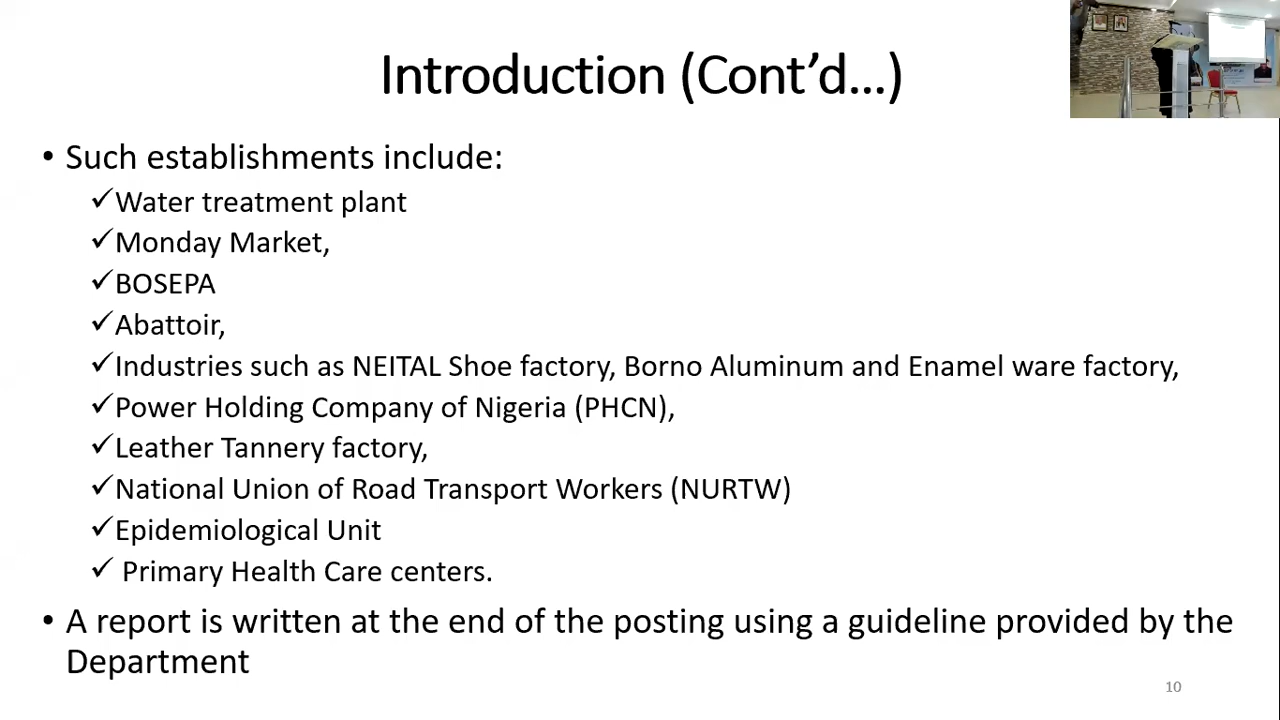 Introduction (Cont’d…)
• Such establishments include:
✓Water treatment plant
✓Monday Market,
✓BOSEPA
✓Abattoir,
✓Industries such as NEITAL Shoe factory, Borno Aluminum and Enamel ware factory,
✓Power Holding Company of Nigeria (PHCN),
✓Leather Tannery factory,
✓National Union of Road Transport Workers (NURTW)
✓Epidemiological Unit
✓ Primary Health Care centers.
• A report is written at the end of the posting using a guideline provided by the
Department
10